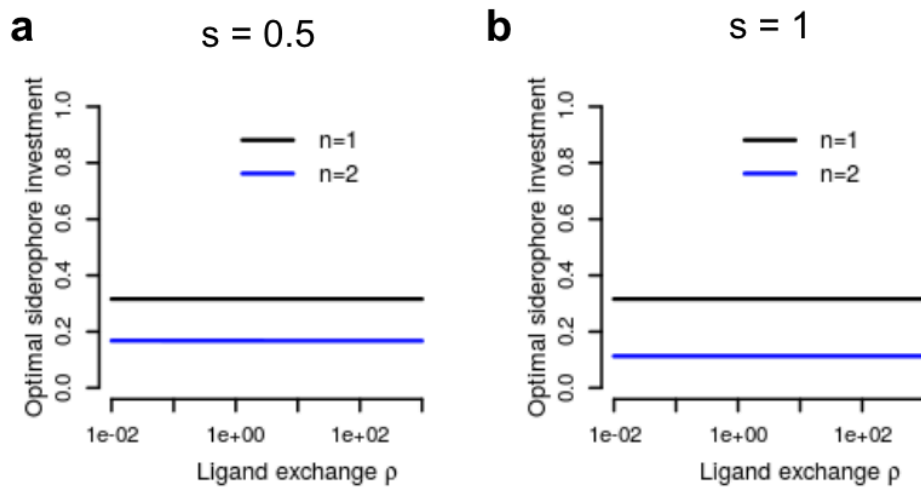 a
s = 0.5
Optimal siderophore investment
0.0 0.2 0.4 0.6 0.8 1.0
n=1
n=2
1e-02 1e+00 1e+02
Ligand exchange ρ
b
s = 1
Optimal siderophore investment
0.0 0.2 0.4 0.6 0.8 1.0
n=1
n=2
1e-02 1e+00 1e+02
Ligand exchange ρ